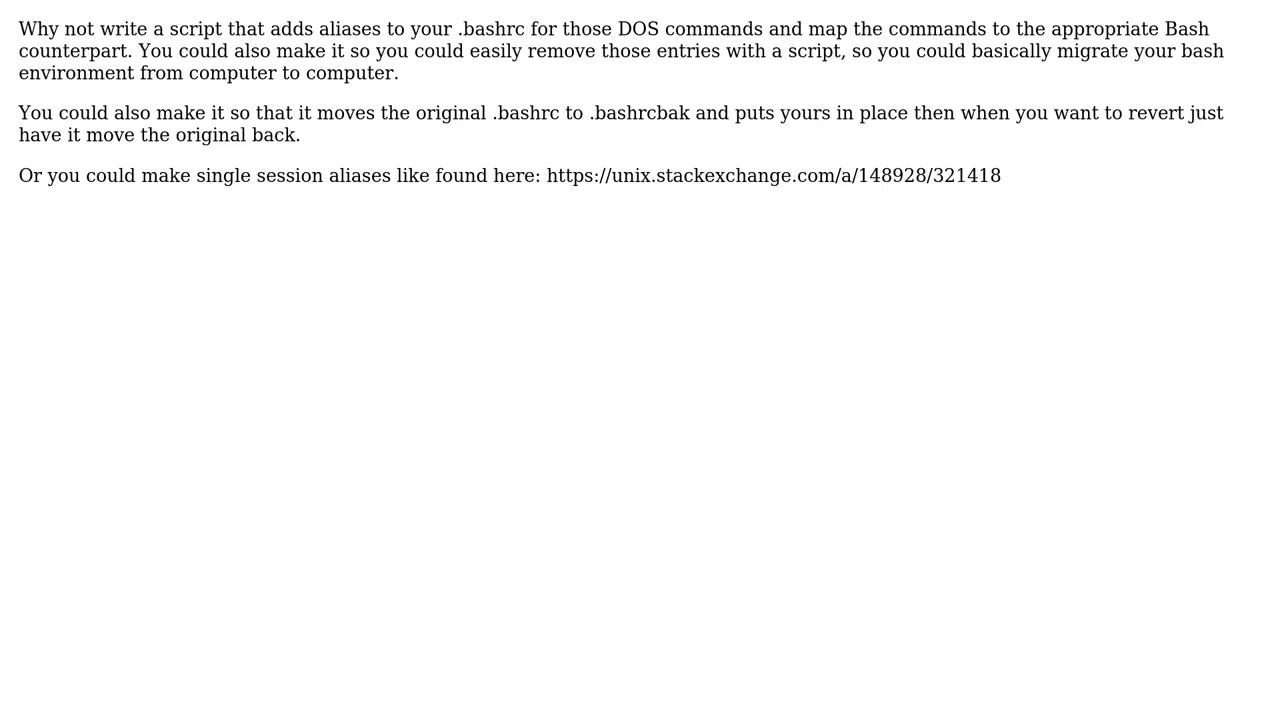 Why not write a script that adds aliases to your .bashrc for those DOS commands and map the commands to the appropriate Bash
counterpart. You could also make it so you could easily remove those entries with a script, so you could basically migrate your bash
environment from computer to computer.
You could also make it so that it moves the original .bashrc to .bashrcbak and puts yours in place then when you want to revert just
have it move the original back.
Or you could make single session aliases like found here: https://unix.stackexchange.com/a/148928/321418